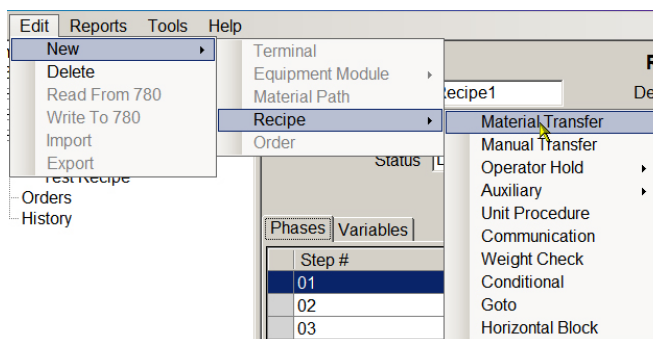 Edit Reports Tools Help
New
Delete
Read From 780
Write To 780
Import
Export
Test Recipe
Orders
History
Terminal
Equipment Module
Material Path
Recipe
Order
Recipe1
De
Status
Phases Variables
Step #
01
02
03
Material Transfer
Manual Transfer
Operator Hold
Auxiliary
Unit Procedure
Communication
Weight Check
Conditional
Goto
Horizontal Block